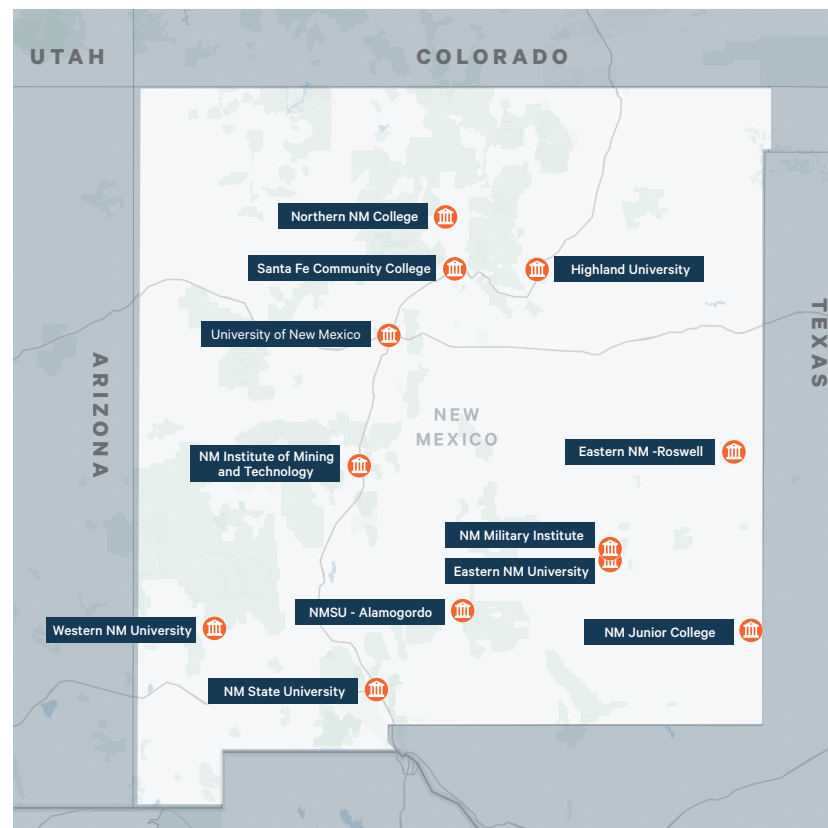 UTAH
COLORADO
Northern NM College
Santa Fe Community College
Highland University
University of New Mexico
TEXAS
ARIZONA
NEW
MEXICO
NM Institute of Mining
and Technology
Eastern NM -Roswell
NM Military Institute
Eastern NM University
NMSU - Alamogordo
Western NM University
NM Junior College
NM State University